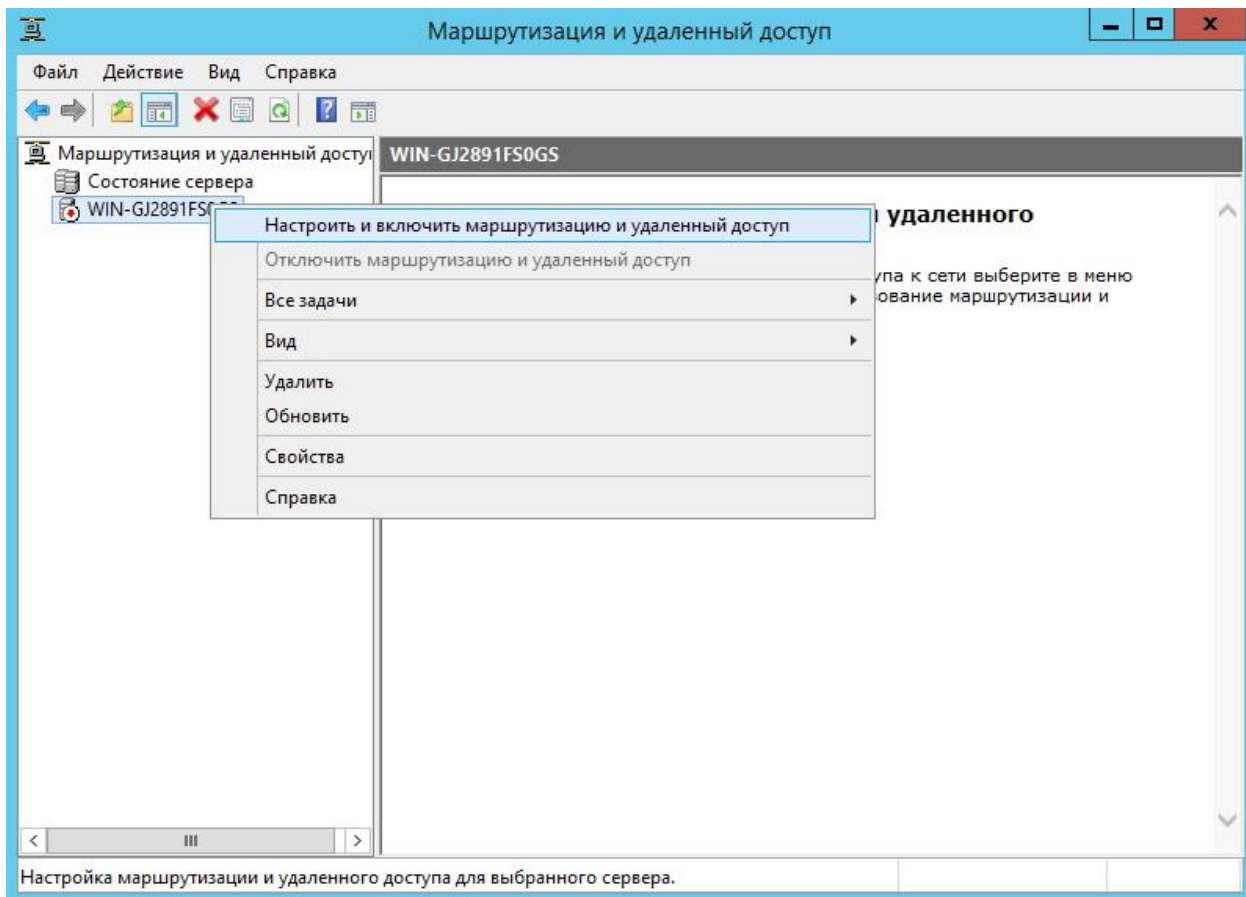 Маршрутизация и удаленный доступ
Файл Действие Вид Справка
Маршрутизация и удаленный доступ
WIN-GJ2891FS0GS
Состояние сервера
WIN-GJ2891FS
Настроить и включить маршрутизацию и удаленный доступ
удаленного
Отключить маршрутизацию и удаленный доступ
упа к сети выберите в меню
Все задачи
ование маршрутизации и
Вид
Удалить
Обновить
Свойства
Справка
Настройка маршрутизации и удаленного доступа для выбранного сервера.